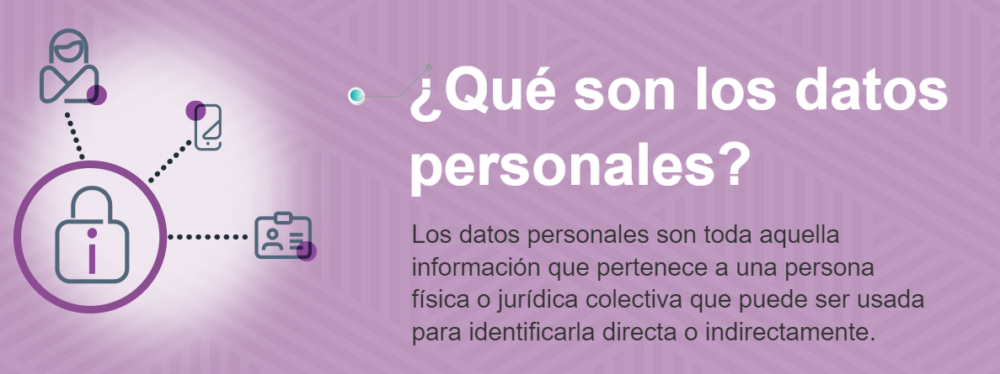 ¿Qué son los datos
personales?
Los datos personales son toda aquella
información que pertenece a una persona
física o jurídica colectiva que puede ser usada
para identificarla directa o indirectamente.